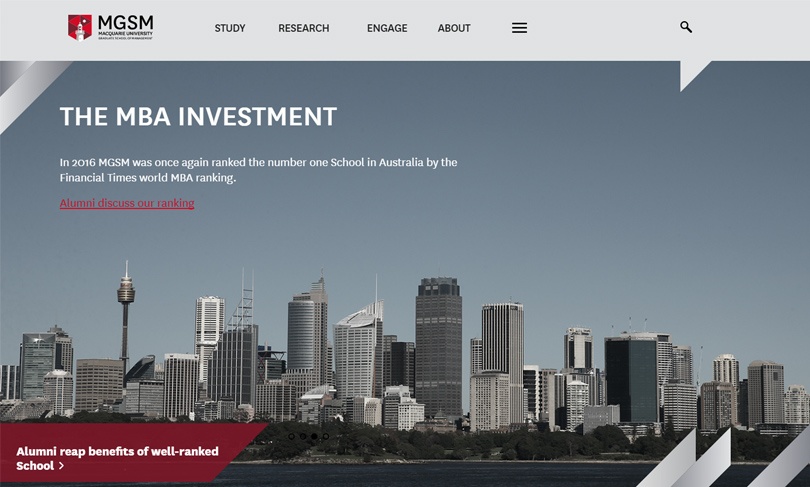 MGSM
MACQUARIE UNIVERSITY
GRADUATE SCHOOL OF MANAGEMENT
STUDY
RESEARCH
ENGAGE
ABOUT
THE MBA INVESTMENT
In 2016 MGSM was once again ranked the number one School in Australia by the
Financial Times world MBA ranking.
Alumni discuss our ranking
Alumni reap benefits of well-ranked
School >